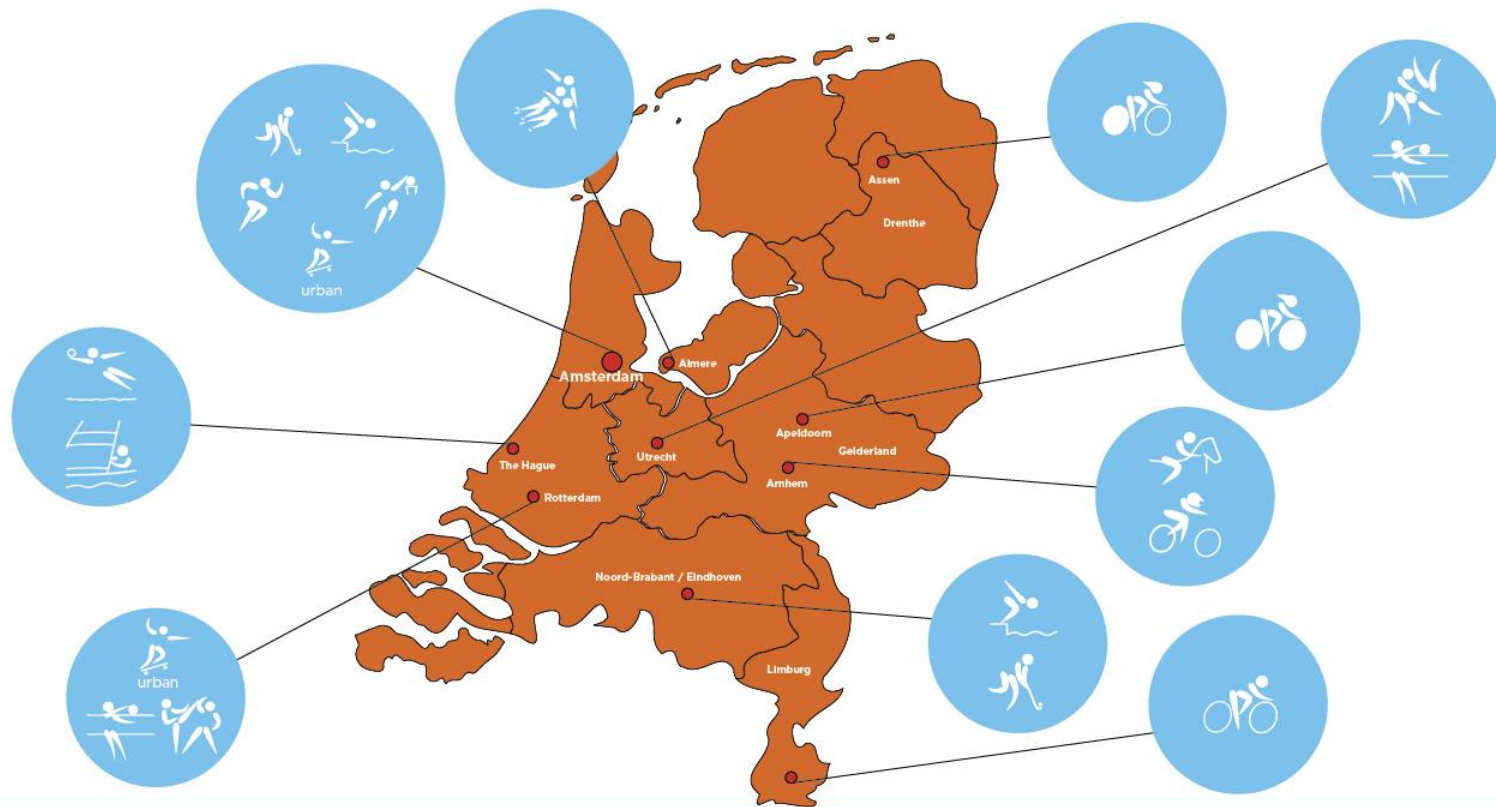 urban
Assen
Drenthe
Almere
Amsterdam
Apeldoorn
Gelderland
Utrecht
The Hague
Arnhem
Rotterdam
Noord-Brabant / Eindhoven
Limburg
urban